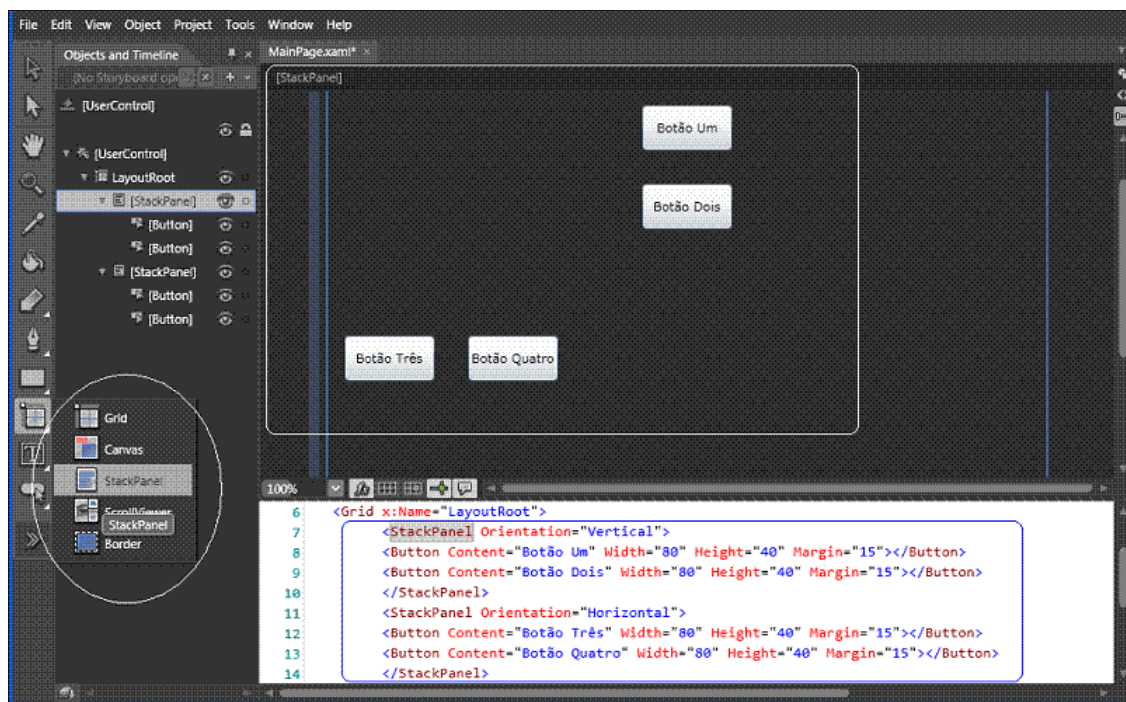 File Edit View Object Project Tools Window Help
Objects and Timeline
MainPage.xaml*
(No Storyboard
[StackPanel]
[UserControl]
[UserControl]
LayoutRoot
[StackPanel]
[Button]
[Button]
[StackPanel]
[Button]
[Button]
Botão Um
Botão Dois
Botão Três
Botão Quatro
Grid
Canvas
StackPanel
ScrollViewer
StackPanel
Border
100%
6 <Grid x:Name="LayoutRoot">
7 <StackPanel Orientation="Vertical">
8 <Button Content="Botão Um" Width="80" Height="40" Margin="15"></Button>
9 <Button Content="Botão Dois" Width="80" Height="40" Margin="15"></Button>
10 </StackPanel>
11 <StackPanel Orientation="Horizontal">
12 <Button Content="Botão Três" Width="80" Height="40" Margin="15"></Button>
13 <Button Content="Botão Quatro" Width="80" Height="40" Margin="15"></Button>
14 </StackPanel>